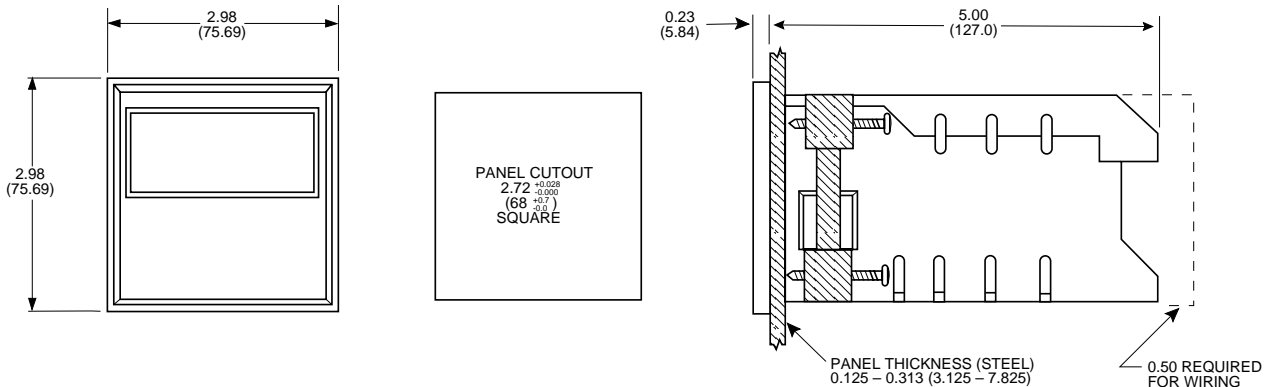 2.98
(75.69)
2.98
(75.69)
PANEL CUTOUT
2.72 +0.028 -0.000
(68 +0.7 -0.0 )
SQUARE
0.23
(5.84)
5.00
(127.0)
PANEL THICKNESS (STEEL)
0.125 – 0.313 (3.125 – 7.825)
0.50 REQUIRED
FOR WIRING